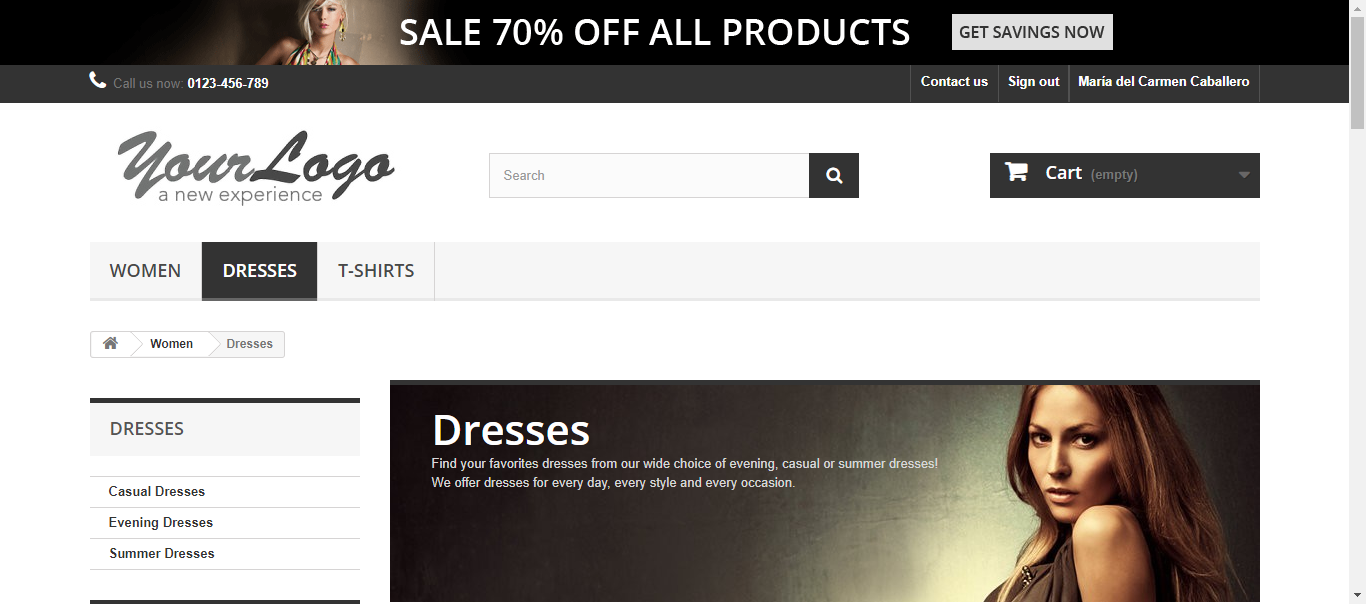 SALE 70% OFF ALL PRODUCTS
GET SAVINGS NOW
Call us now: 0123-456-789
Contact us
Sign out
María del Carmen Caballero
YourLogo
a new experience
Search
Cart (empty)
WOMEN
DRESSES
T-SHIRTS
Women
Dresses
DRESSES
Casual Dresses
Evening Dresses
Summer Dresses
Dresses
Find your favorites dresses from our wide choice of evening, casual or summer dresses!
We offer dresses for every day, every style and every occasion.